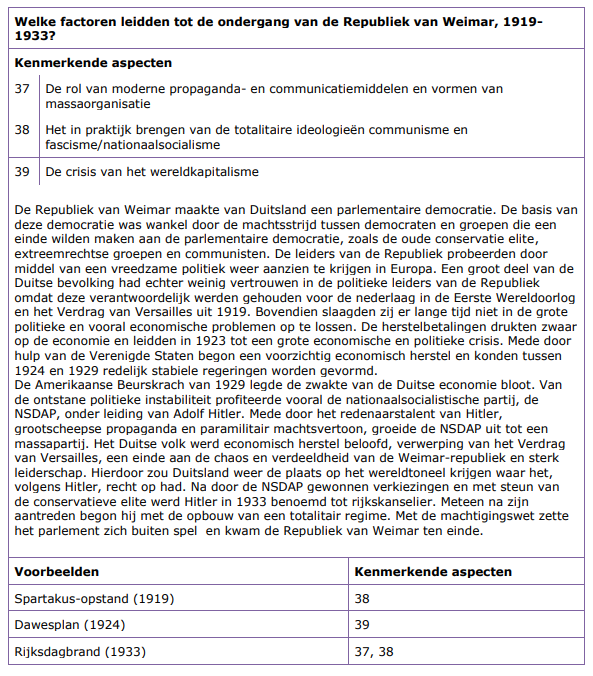 Welke factoren leidden tot de ondergang van de Republiek van Weimar, 1919-
1933?
Kenmerkende aspecten
37 De rol van moderne propaganda- en communicatiemiddelen en vormen van
massaorganisatie
38 Het in praktijk brengen van de totalitaire ideologieën communisme en
fascisme/nationaalsocialisme
39 De crisis van het wereldkapitalisme
De Republiek van Weimar maakte van Duitsland een parlementaire democratie. De basis van
deze democratie was wankel door de machtsstrijd tussen democraten en groepen die een
einde wilden maken aan de parlementaire democratie, zoals de oude conservatie elite,
extreemrechtse groepen en communisten. De leiders van de Republiek probeerden door
middel van een vreedzame politiek weer aanzien te krijgen in Europa. Een groot deel van de
Duitse bevolking had echter weinig vertrouwen in de politieke leiders van de Republiek
omdat deze verantwoordelijk werden gehouden voor de nederlaag in de Eerste Wereldoorlog
en het Verdrag van Versailles uit 1919. Bovendien slaagden zij er lange tijd niet in de grote
politieke en vooral economische problemen op te lossen. De herstelbetalingen drukten zwaar
op de economie en leidden in 1923 tot een grote economische en politieke crisis. Mede door
hulp van de Verenigde Staten begon een voorzichtig economisch herstel en konden tussen
1924 en 1929 redelijk stabiele regeringen worden gevormd.
De Amerikaanse Beurskrach van 1929 legde de zwakte van de Duitse economie bloot. Van
de ontstane politieke instabiliteit profiteerde vooral de nationaalsocialistische partij, de
NSDAP, onder leiding van Adolf Hitler. Mede door het redenaarstalent van Hitler,
grootscheepse propaganda en paramilitair machtsvertoon, groeide de NSDAP uit tot een
massapartij. Het Duitse volk werd economisch herstel beloofd, verwerping van het Verdrag
van Versailles, een einde aan de chaos en verdeeldheid van de Weimar-republiek en sterk
leiderschap. Hierdoor zou Duitsland weer de plaats op het wereldtoneel krijgen waar het,
volgens Hitler, recht op had. Na door de NSDAP gewonnen verkiezingen en met steun van
de conservatieve elite werd Hitler in 1933 benoemd tot rijkskanselier. Meteen na zijn
aantreden begon hij met de opbouw van een totalitair regime. Met de machtigingswet zette
het parlement zich buiten spel en kwam de Republiek van Weimar ten einde.
Voorbeelden Kenmerkende aspecten
Spartakus-opstand (1919) 38
Dawesplan (1924) 39
Rijksdagbrand (1933) 37, 38